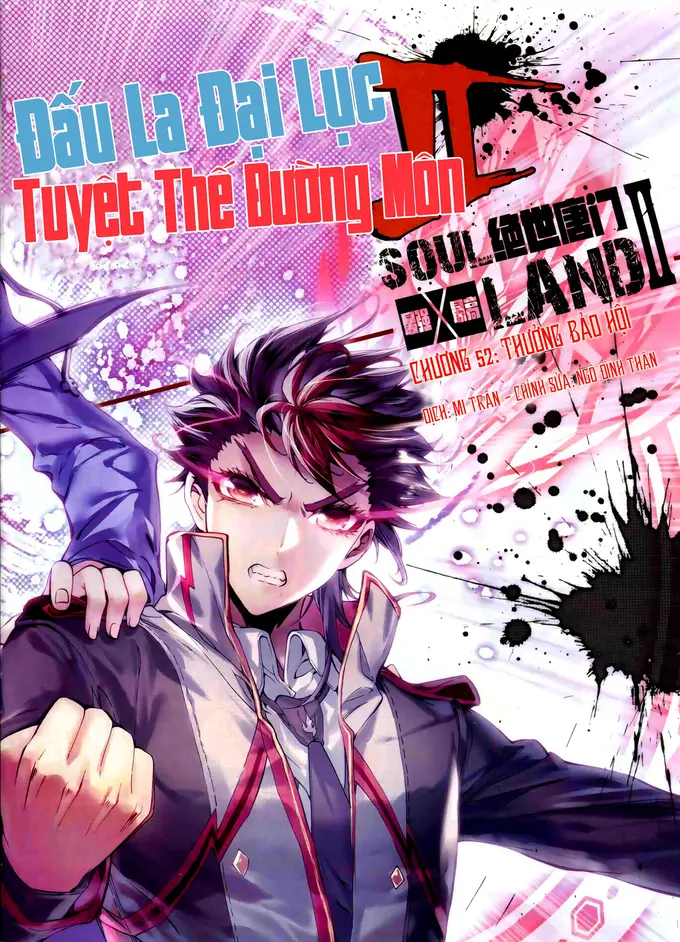 Đấu La Đại Lục
II
Tuyệt Thế Đường Môn
SOUL 绝世唐门
LAND II
CHƯƠNG 52: THƯỞNG BẢO HỘI
DỊCH: MI TRẦN - CHỈNH SỬA: NGÔ ĐÌNH THÁN